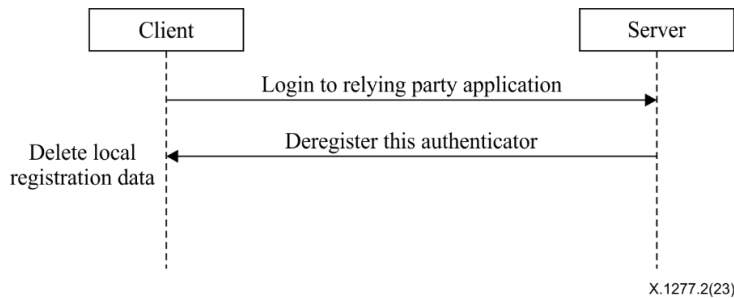 Client
Server
Login to relying party application
Deregister this authenticator
Delete local
registration data
X.1277.2(23)